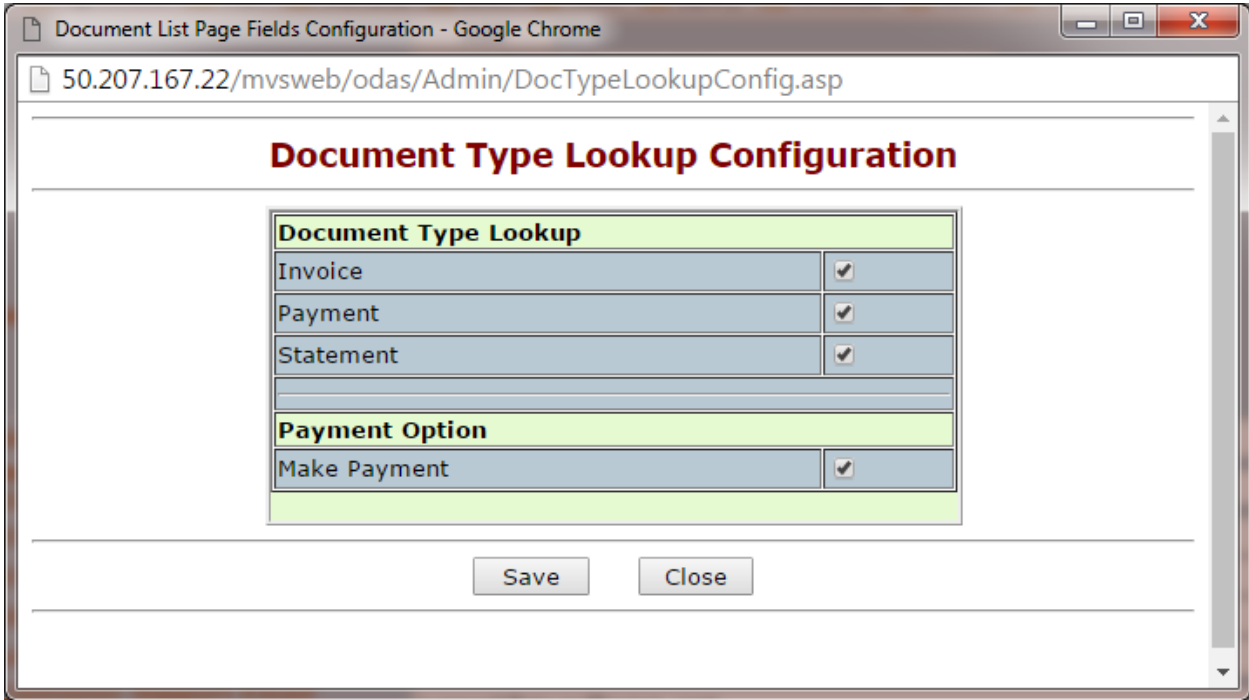 Document List Page Fields Configuration - Google Chrome
50.207.167.22/mvsweb/odas/Admin/DocTypeLookupConfig.asp
Document Type Lookup Configuration
Document Type Lookup
Invoice
Payment
Statement
Payment Option
Make Payment
Save Close